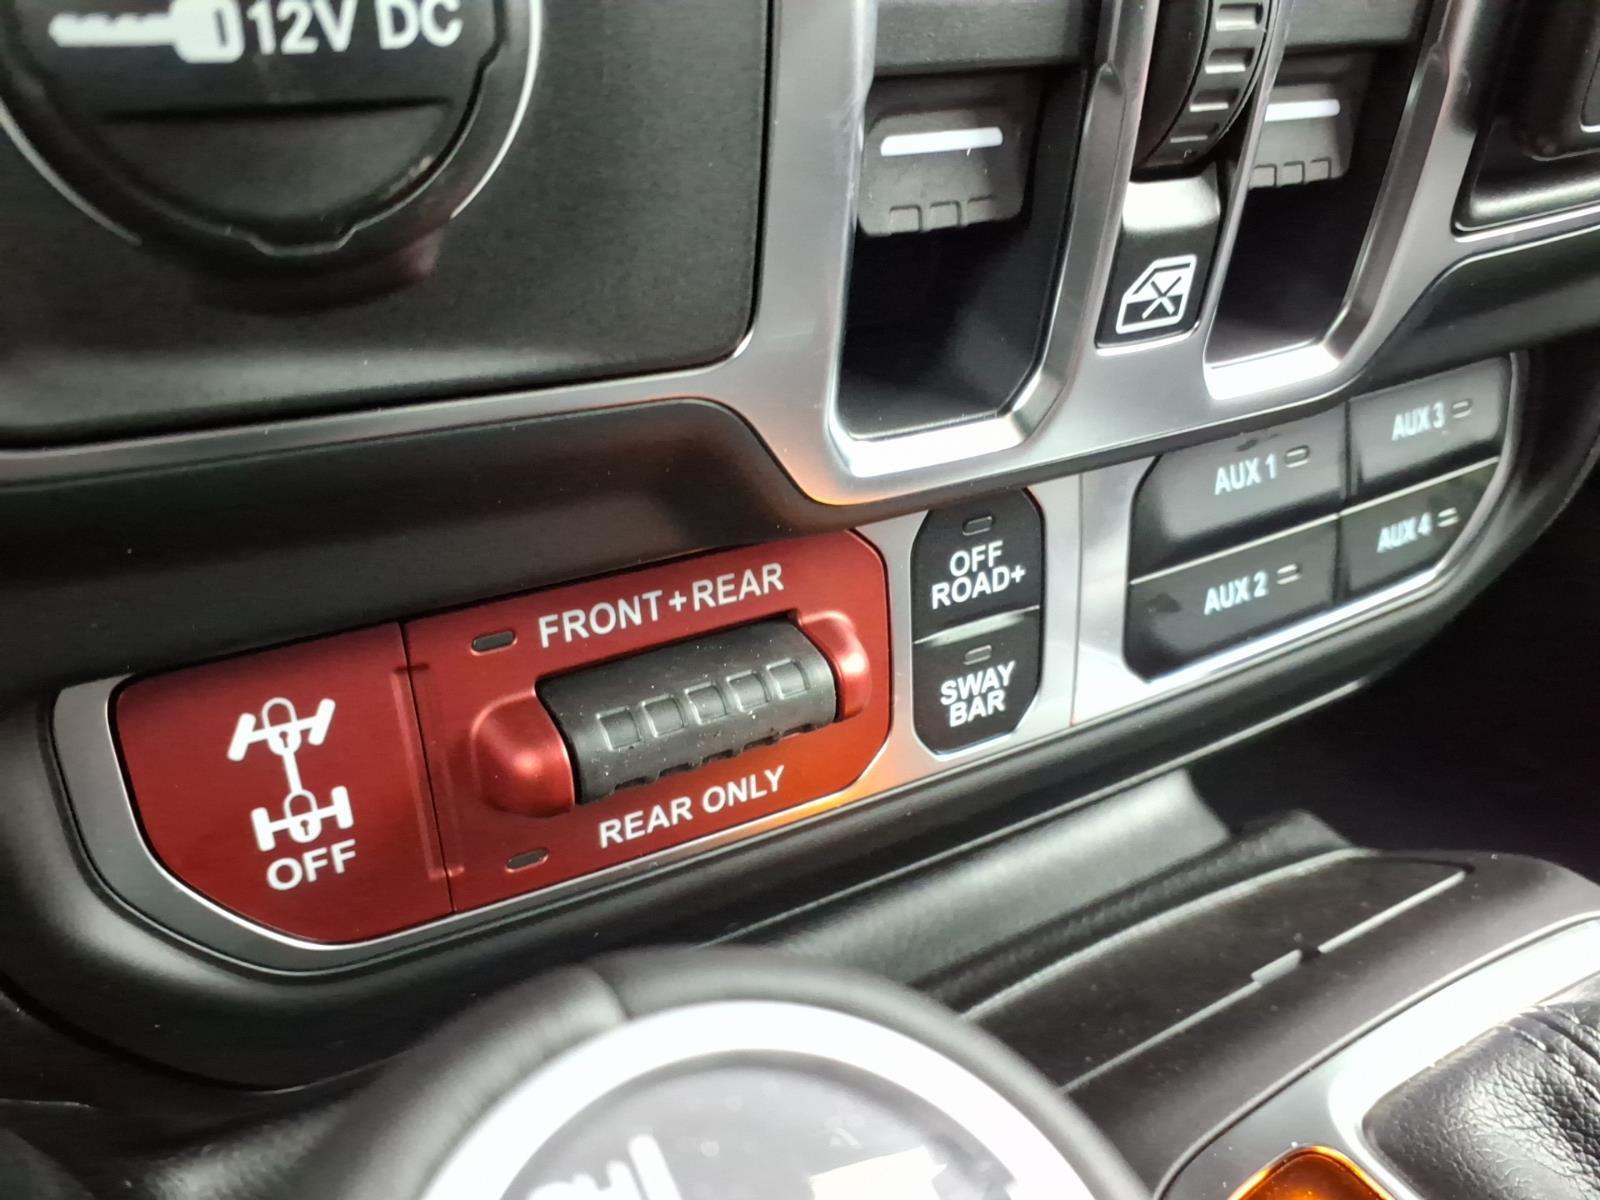 12V DC
FRONT+REAR
REAR ONLY
OFF
OFF
ROAD+
SWAY
BAR
AUX 1
AUX 2
AUX 3
AUX 4